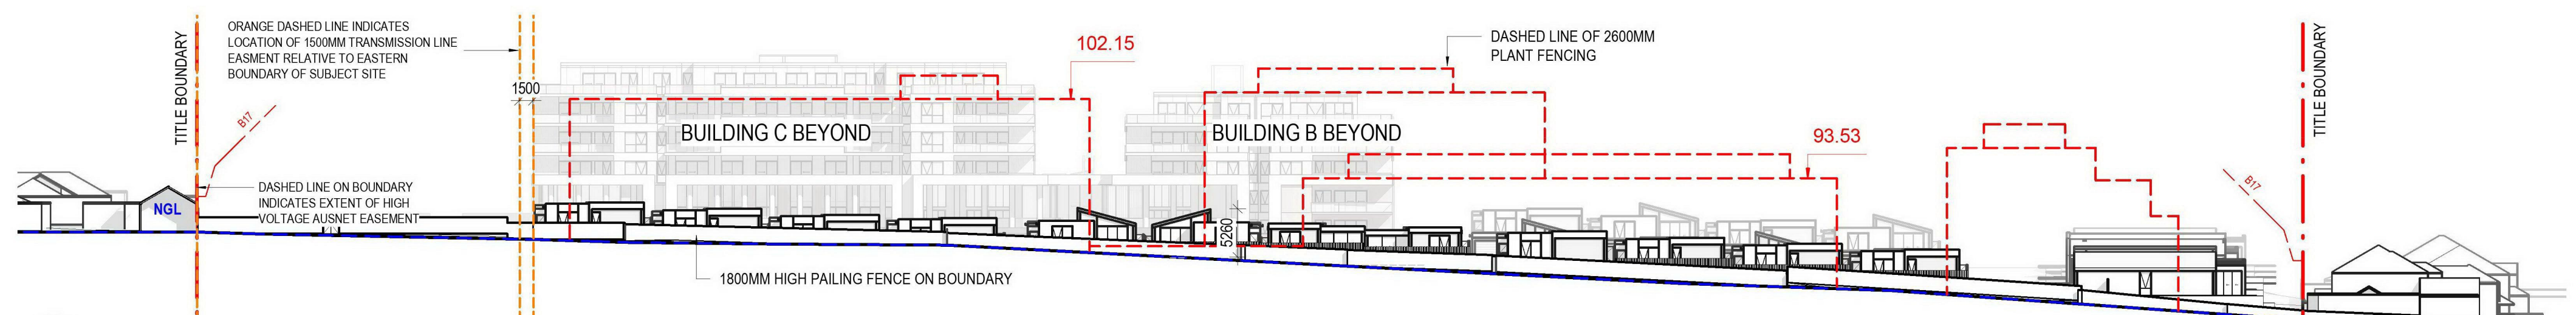 TITLE BOUNDARY
ORANGE DASHED LINE INDICATES
LOCATION OF 1500MM TRANSMISSION LINE
EASMENT RELATIVE TO EASTERN
BOUNDARY OF SUBJECT SITE
B17
NGL
DASHED LINE ON BOUNDARY
INDICATES EXTENT OF HIGH
VOLTAGE AUSNET EASEMENT
1500
BUILDING C BEYOND
102.15
1800MM HIGH PAILING FENCE ON BOUNDARY
BUILDING B BEYOND
5260
DASHED LINE OF 2600MM
PLANT FENCING
93.53
B17
TITLE BOUNDARY